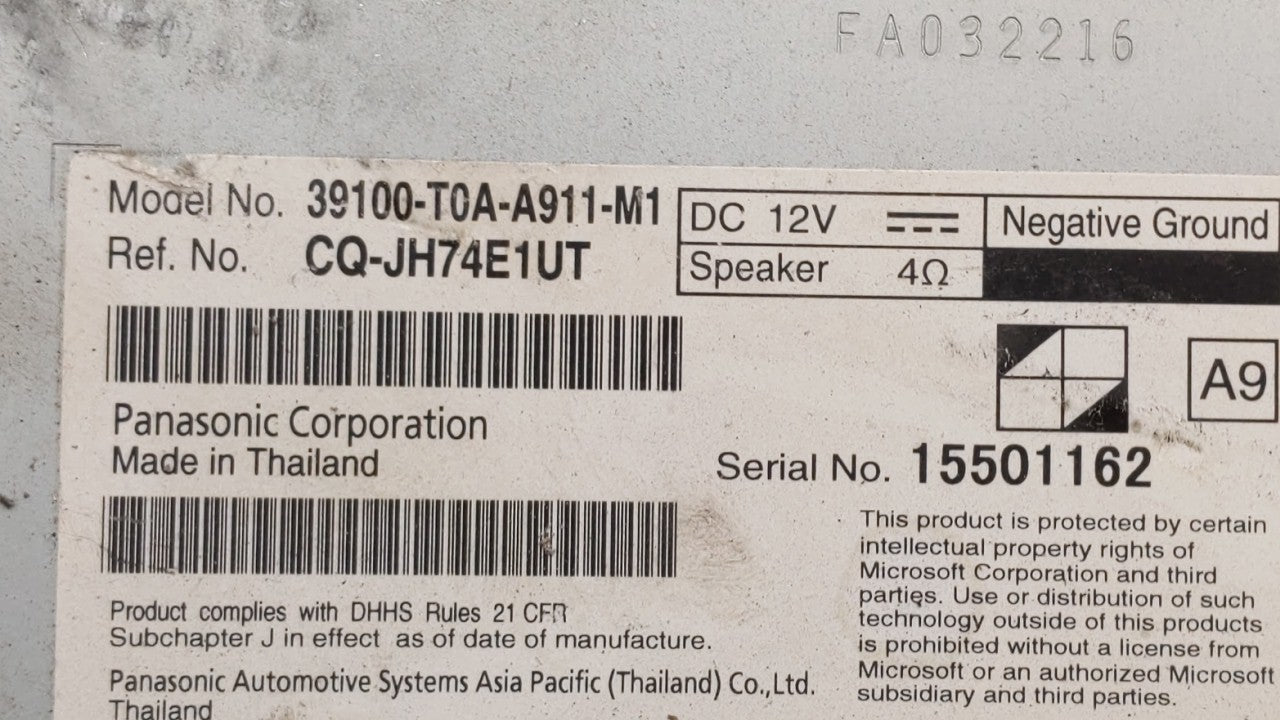 FA032216
Model No. 39100-T0A-A911-M1
DC 12V
Negative Ground
Ref. No. CQ-JH74E1UT
Speaker 4Ω
A9
Panasonic Corporation
Made in Thailand
Serial No. 15501162
Product complies with DHHS Rules 21 CFR
Subchapter J in effect as of date of manufacture.
Panasonic Automotive Systems Asia Pacific (Thailand) Co.,Ltd.
Thailand
This product is protected by certain
intellectual property rights of
Microsoft Corporation and third
parties. Use or distribution of such
technology outside of this products
is prohibited without a license from
Microsoft or an authorized Microsoft
subsidiary and third parties.